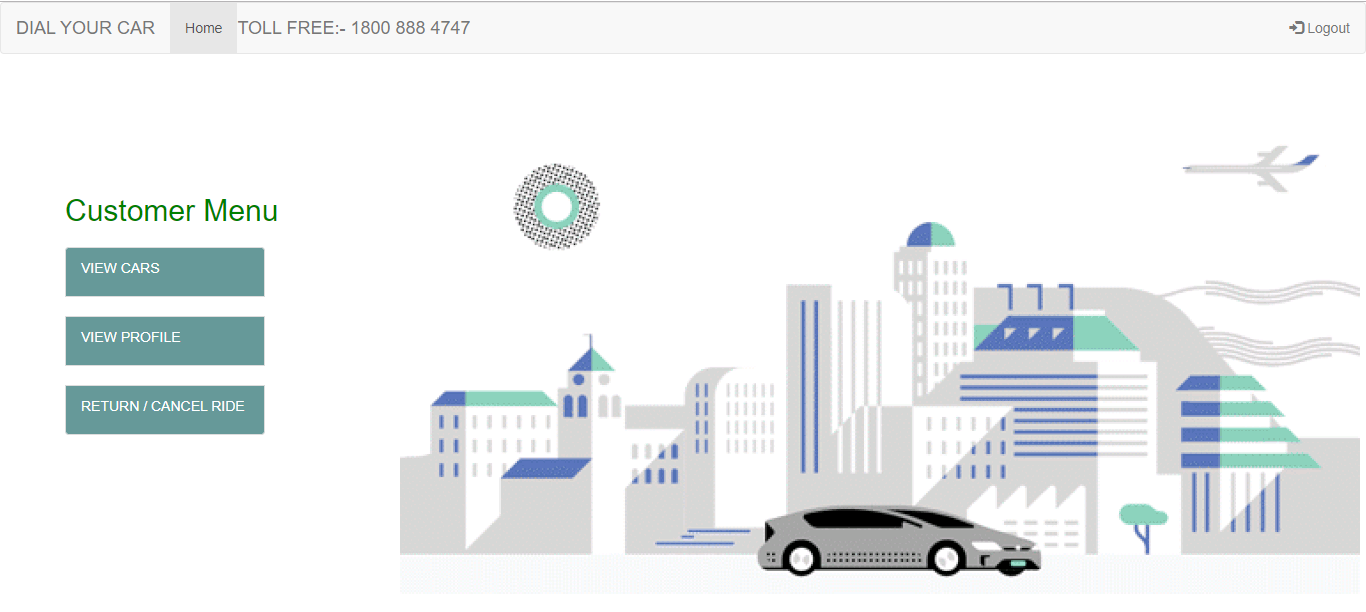 DIAL YOUR CAR Home TOLL FREE:- 1800 888 4747 Logout
Customer Menu
VIEW CARS
VIEW PROFILE
RETURN / CANCEL RIDE